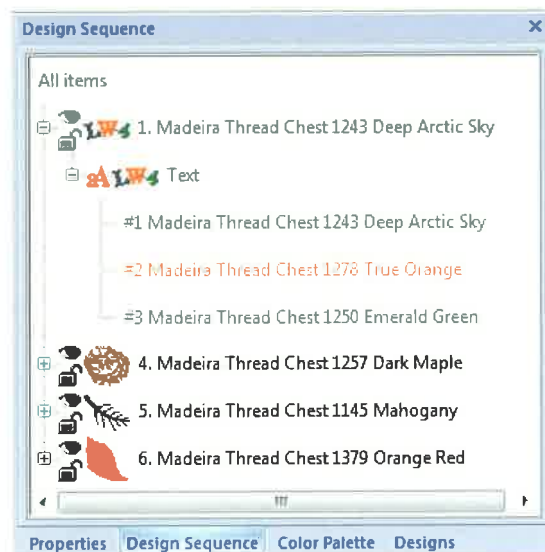 Design Sequence
All items
LW4 1. Madeira Thread Chest 1243 Deep Arctic Sky
aA LW4 Text
#1 Madeira Thread Chest 1243 Deep Arctic Sky
#2 Madeira Thread Chest 1278 True Orange
#3 Madeira Thread Chest 1250 Emerald Green
4. Madeira Thread Chest 1257 Dark Maple
5. Madeira Thread Chest 1145 Mahogany
6. Madeira Thread Chest 1379 Orange Red
Properties Design Sequence Color Palette Designs